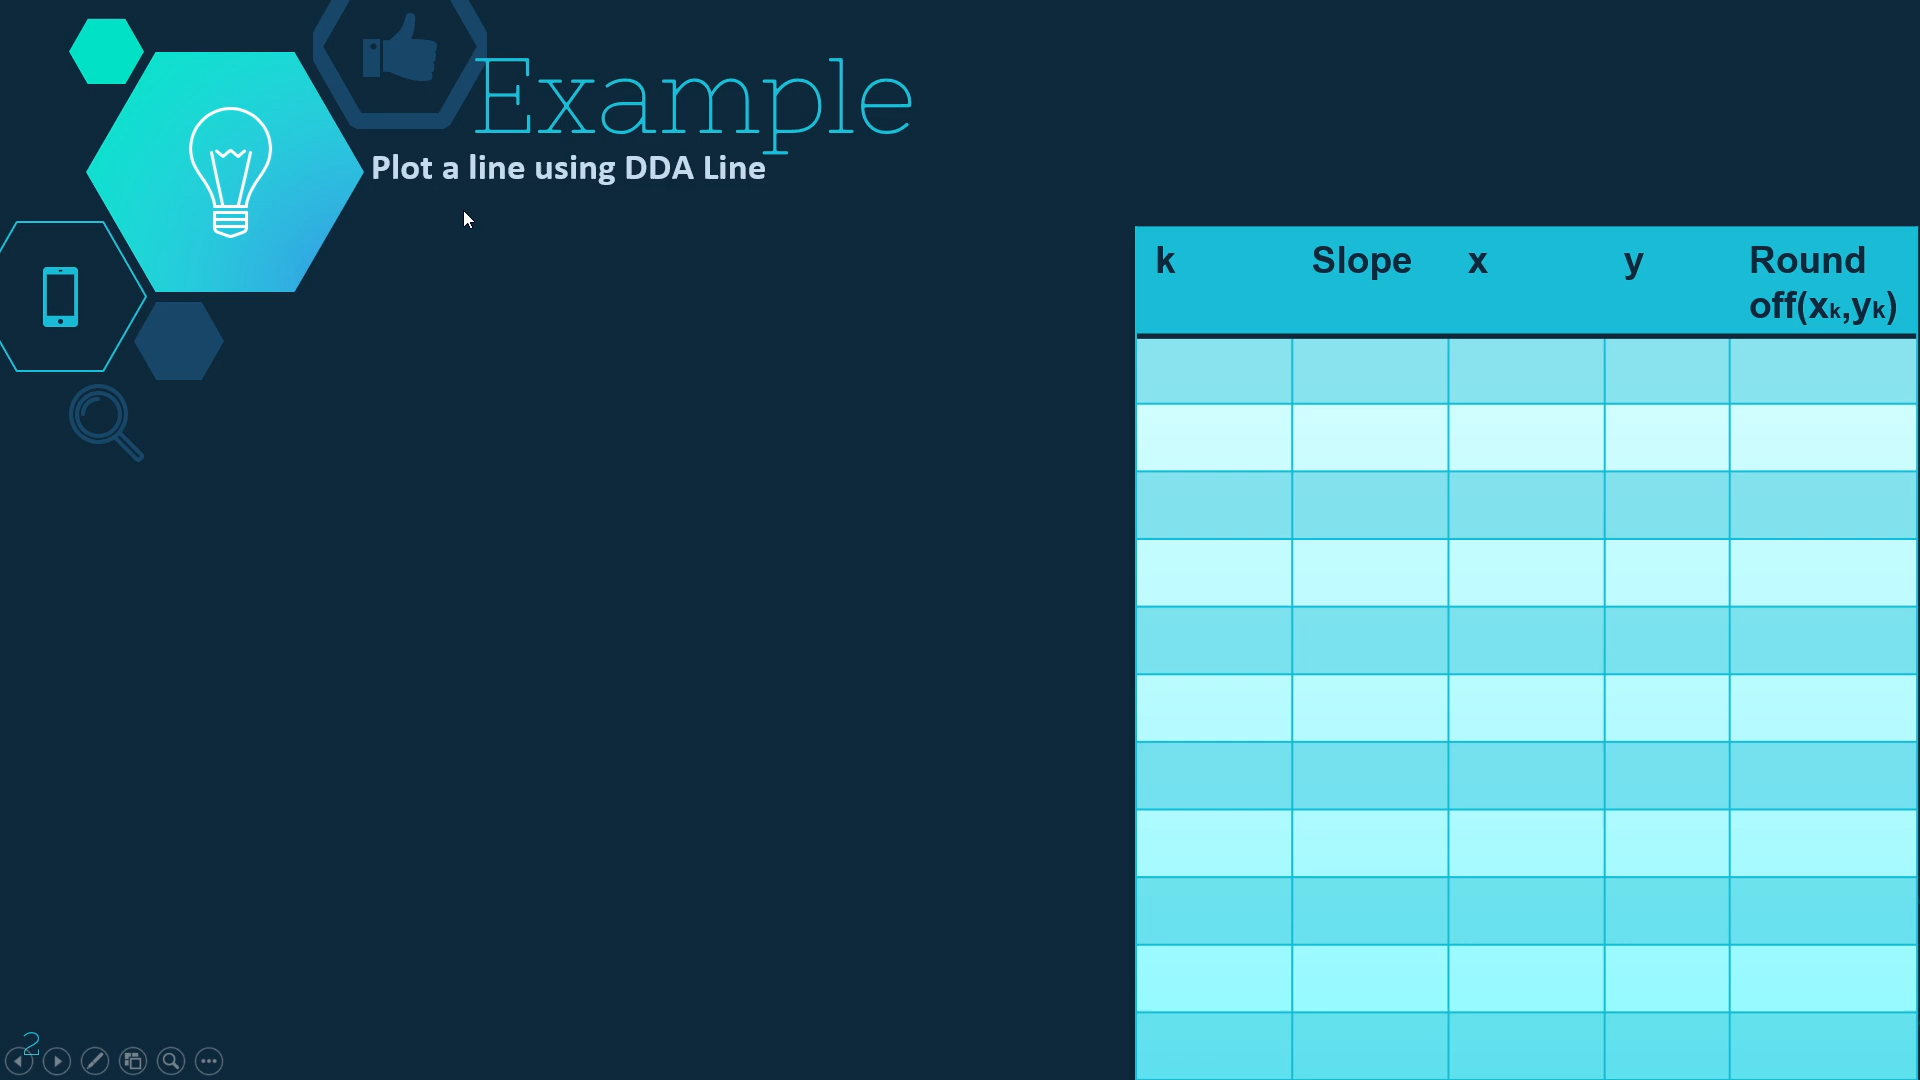 Example
Plot a line using DDA Line
k Slope x y Round
off(xk,yk)
2